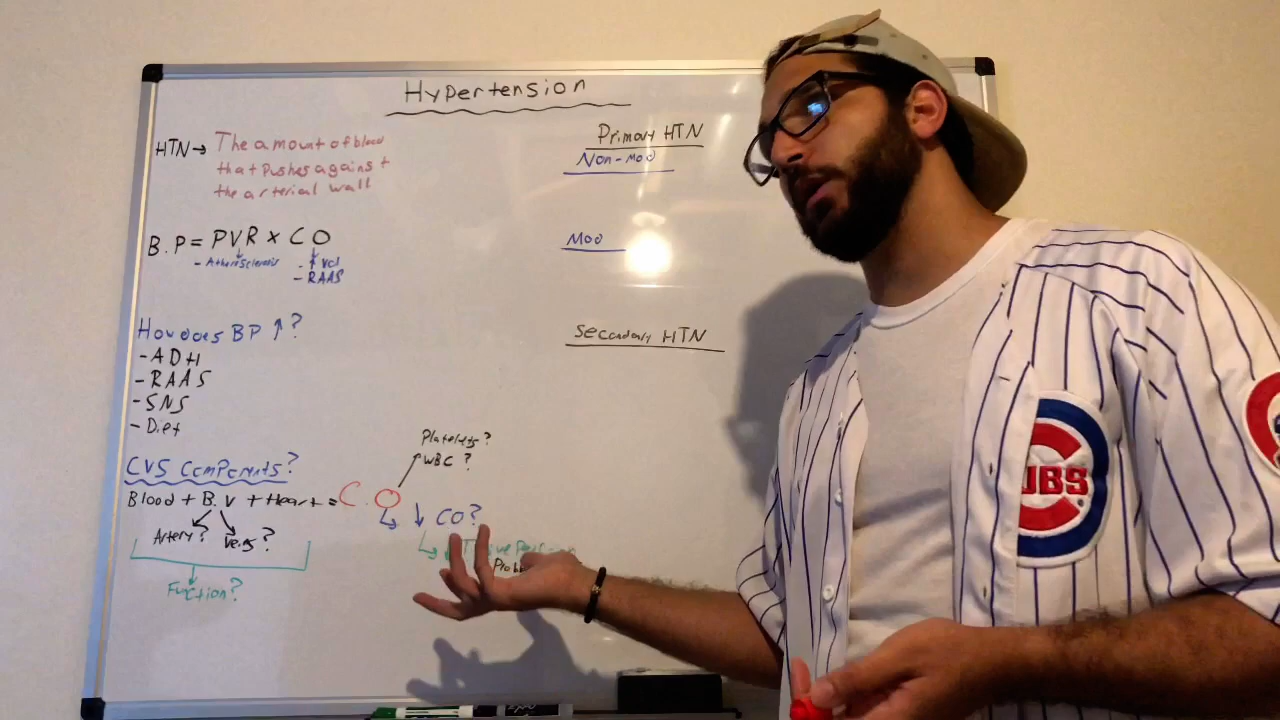 Hypertension
HTN → The amount of blood
that pushes against
the arterial wall
B.P = PVR x CO
- AtheroSclerosis
- ↑ Vol
- RAAS
How does BP ↑ ?
- ADH
- RAAS
- SNS
- Diet
CVS Components?
Blood + B.V + Heart = C.O
Artery?
Veins?
Function?
Platelets?
WBC ?
↓ CO?
Primary HTN
Non-Mod
Mod
Secondary HTN
UBS